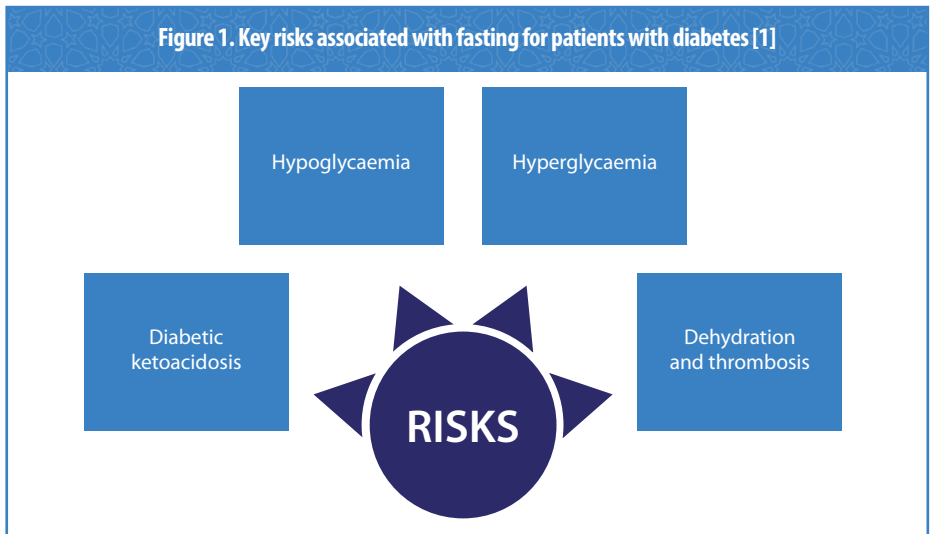 Figure 1. Key risks associated with fasting for patients with diabetes [1]
Hypoglycaemia
Hyperglycaemia
Diabetic
ketoacidosis
Dehydration
and thrombosis
RISKS